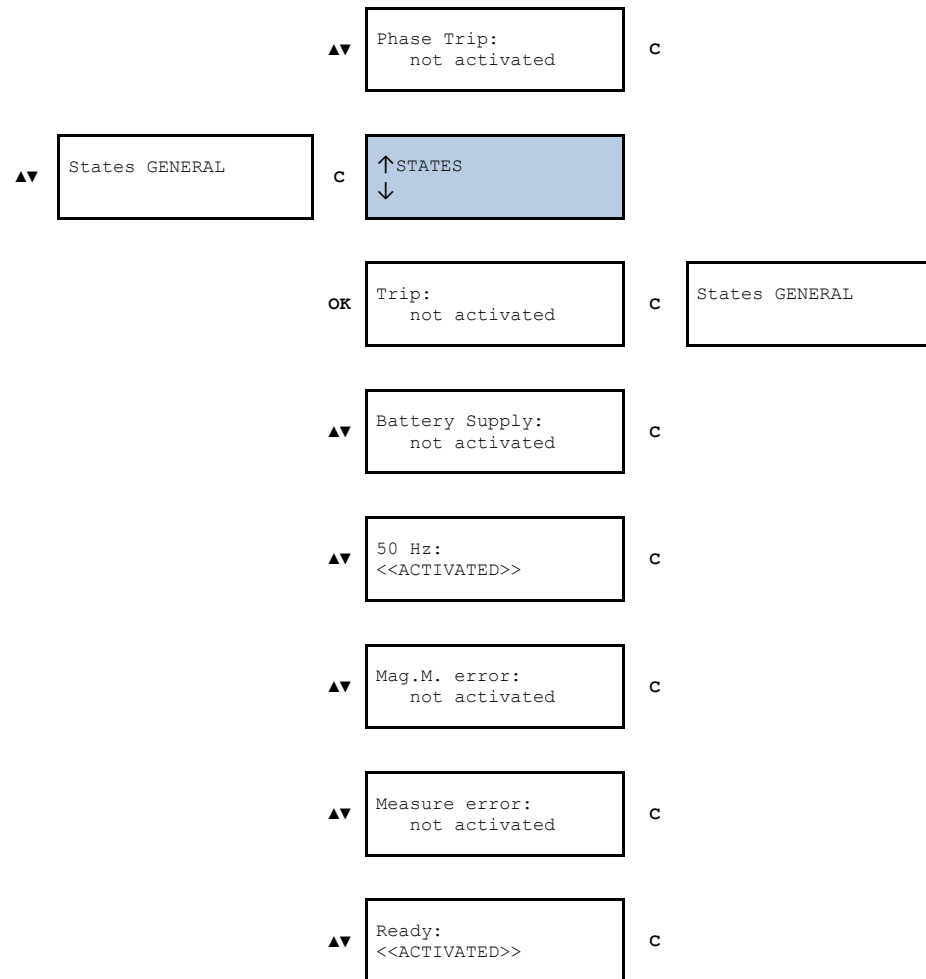 ▲▼ Phase Trip: C
not activated
▲▼ States GENERAL C ↑STATES
↓
OK Trip: C States GENERAL
not activated
▲▼ Battery Supply: C
not activated
▲▼ 50 Hz: C
<<ACTIVATED>>
▲▼ Mag.M. error: C
not activated
▲▼ Measure error: C
not activated
▲▼ Ready: C
<<ACTIVATED>>